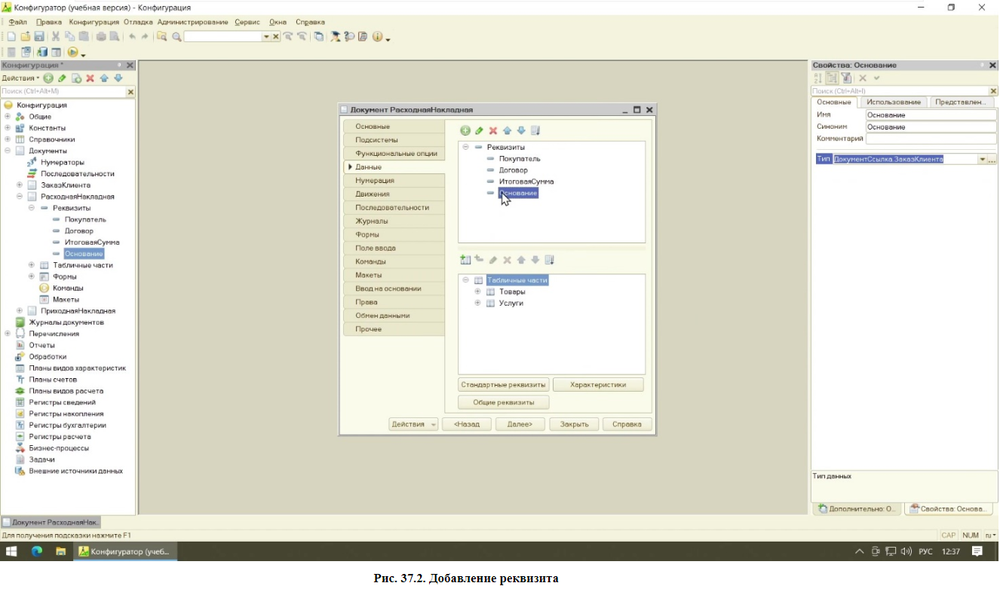 Конфигуратор (учебная версия) - Конфигурация
Файл Правка Конфигурация Отладка Администрирование Сервис Окна Справка
Конфигурация *
Действия
Поиск (Ctrl+Alt+M)
Конфигурация
Общие
Константы
Справочники
Документы
Нумераторы
Последовательности
ЗаказКлиента
РасходнаяНакладная
Реквизиты
Покупатель
Договор
ИтоговаяСумма
Основание
Табличные части
Формы
Команды
Макеты
ПриходнаяНакладная
Журналы документов
Перечисления
Отчеты
Обработки
Планы видов характеристик
Планы счетов
Планы видов расчета
Регистры сведений
Регистры накопления
Регистры бухгалтерии
Регистры расчета
Бизнес-процессы
Задачи
Внешние источники данных
Документ РасходнаяНакладная
Основные
Подсистемы
Функциональные опции
Данные
Нумерация
Движения
Последовательности
Журналы
Формы
Поле ввода
Команды
Макеты
Ввод на основании
Права
Обмен данными
Прочее
Реквизиты
Покупатель
Договор
ИтоговаяСумма
Основание
Табличные части
Товары
Услуги
Стандартные реквизиты Характеристики
Общие реквизиты
Действия <Назад Далее> Закрыть Справка
Свойства: Основание
Поиск (Ctrl+Alt+I)
Основные Использование Представлен...
Имя Основание
Синоним Основание
Комментарий
Тип ДокументСсылка.ЗаказКлиента
Тип данных
Дополнительно: О... Свойства: Основа...
Документ РасходнаяНак...
Для получения подсказки нажмите F1
CAP NUM ru
Конфигуратор (учеб...
РУС 12:37
Рис. 37.2. Добавление реквизита